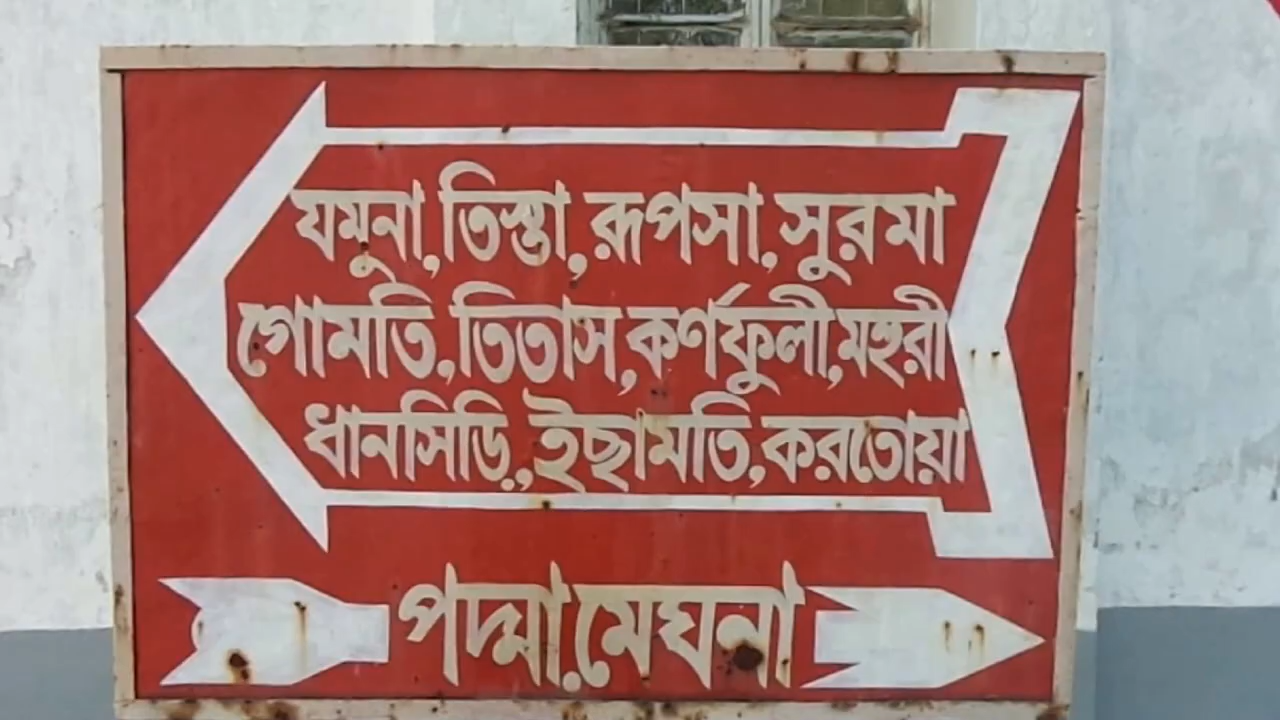 যমুনা,তিস্তা,রূপসা,সুরমা
গোমতি,তিতাস,কর্ণফুলী,মহুরী
ধানসিড়ি,ইছামতি,করতোয়া
পদ্মা,মেঘনা